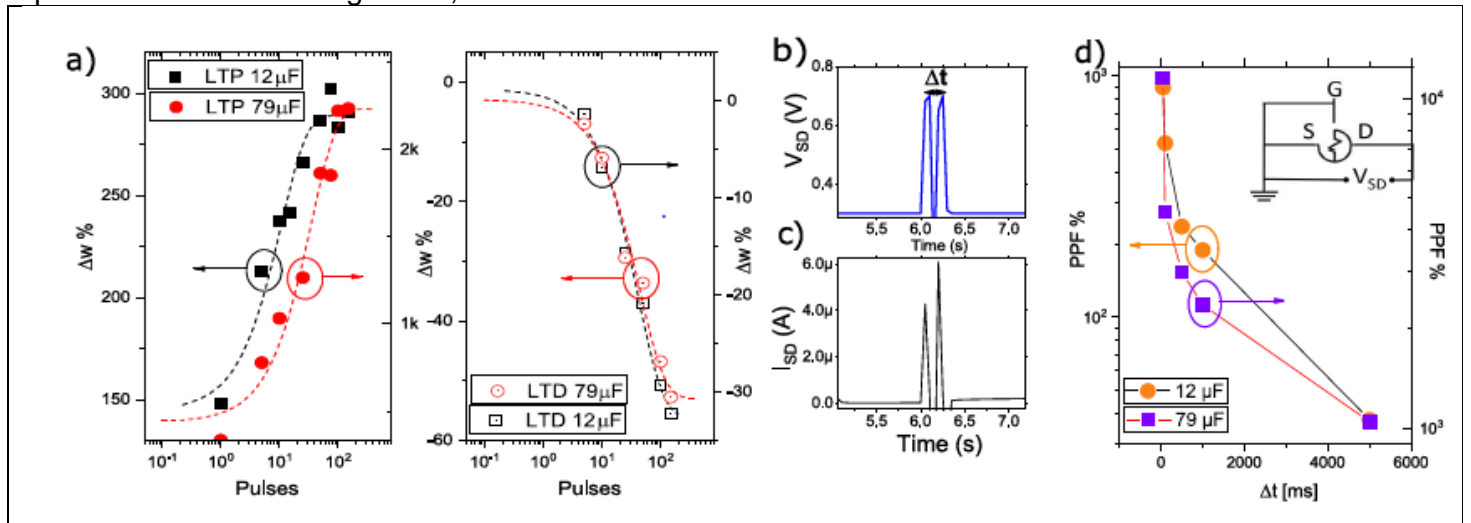 a)
LTP 12μF
LTP 79μF
300
250
200
150
Δw %
2k
1k
10⁻¹ 10⁰ 10¹ 10²
Pulses
Δw %
0
-20
-40
-60
LTD 79μF
LTD 12μF
0
-10
-20
-30
Δw %
10⁻¹ 10⁰ 10¹ 10²
Pulses
b)
Δt
0.8
0.6
0.4
V_SD (V)
5,5 6,0 6,5 7,0
Time (s)
c)
6.0μ
4.0μ
2.0μ
0.0
I_SD (A)
5,5 6,0 6,5 7,0
Time (s)
d)
10³
10²
PPF %
G
S D
V_SD
10⁴
10³
PPF %
12 μF
79 μF
0 2000 4000 6000
Δt [ms]